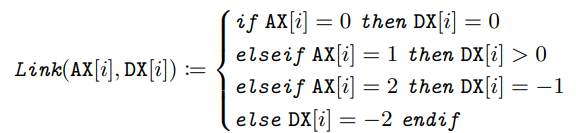 if AX[i] = 0 then DX[i] = 0
elseif AX[i] = 1 then DX[i] > 0
Link(AX[i], DX[i]) :=
elseif AX[i] = 2 then DX[i] = −1
else DX[i] = −2 endif